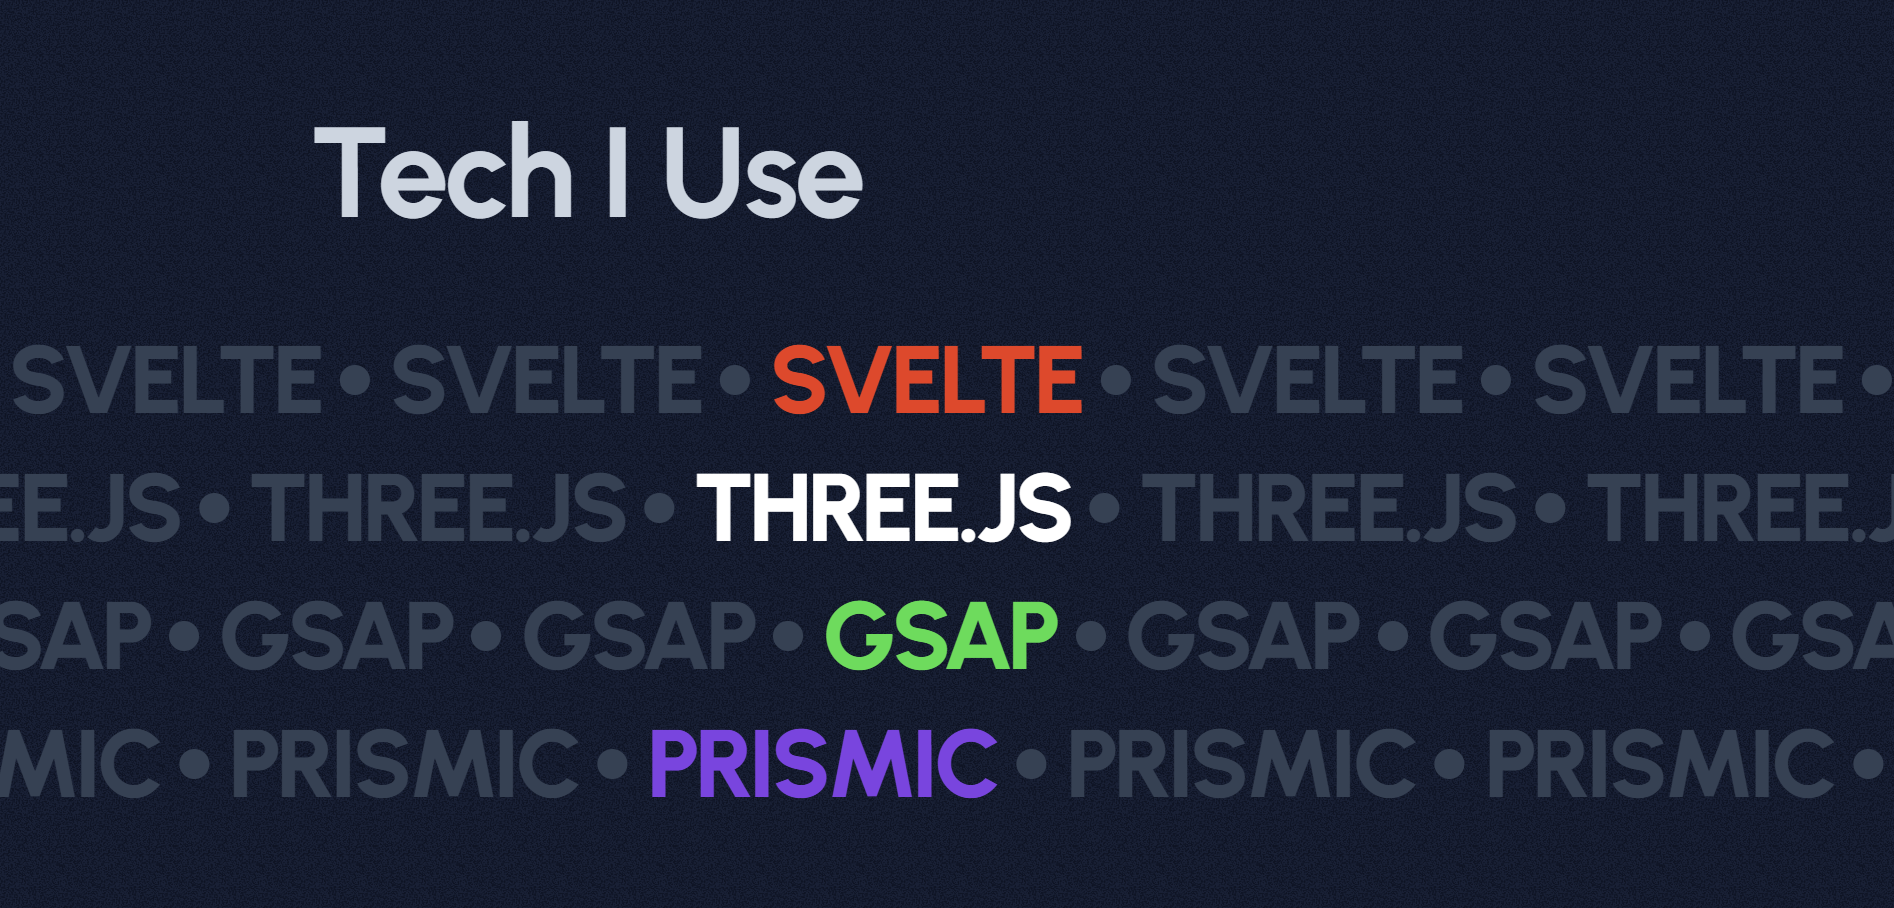 Tech I Use
SVELTE • SVELTE • SVELTE • SVELTE • SVELTE •
EE.JS • THREE.JS • THREE.JS • THREE.JS • THREE.J
SAP • GSAP • GSAP • GSAP • GSAP • GSAP • GSA
MIC • PRISMIC • PRISMIC • PRISMIC • PRISMIC •